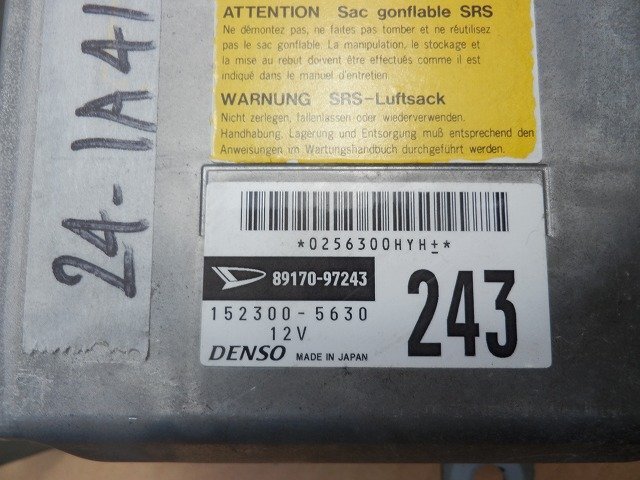 ATTENTION Sac gonflable SRS
Ne démontez pas, ne faites pas tomber et ne réutilisez
pas le sac gonflable. La manipulation, le stockage et
la mise au rebut doivent être effectués comme il est
indiqué dans le manuel d'entretien.
WARNUNG SRS-Luftsack
Nicht zerlegen, fallenlassen oder wiederverwenden.
Handhabung, Lagerung und Entsorgung muß entsprechend den
Anweisungen im Wartungshandbuch durchgeführt werden.
24-1A41
*0256300HYH±*
89170-97243
152300-5630
12V
243
DENSO MADE IN JAPAN